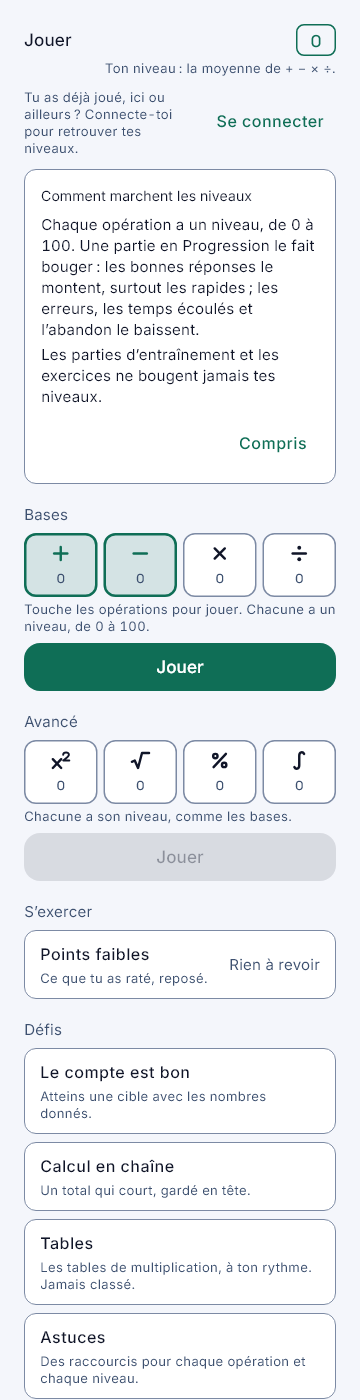 Jouer
0
Ton niveau : la moyenne de + − × ÷.
Tu as déjà joué, ici ou
ailleurs ? Connecte-toi
pour retrouver tes
niveaux.
Se connecter
Comment marchent les niveaux
Chaque opération a un niveau, de 0 à
100. Une partie en Progression le fait
bouger : les bonnes réponses le
montent, surtout les rapides ; les
erreurs, les temps écoulés et
l’abandon le baissent.
Les parties d’entraînement et les
exercices ne bougent jamais tes
niveaux.
Compris
Bases
+ − × ÷
0 0 0 0
Touche les opérations pour jouer. Chacune a un
niveau, de 0 à 100.
Jouer
Avancé
x² √ % ∫
0 0 0 0
Chacune a son niveau, comme les bases.
Jouer
S’exercer
Points faibles
Ce que tu as raté, reposé.
Rien à revoir
Défis
Le compte est bon
Atteins une cible avec les nombres
donnés.
Calcul en chaîne
Un total qui court, gardé en tête.
Tables
Les tables de multiplication, à ton rythme.
Jamais classé.
Astuces
Des raccourcis pour chaque opération et
chaque niveau.